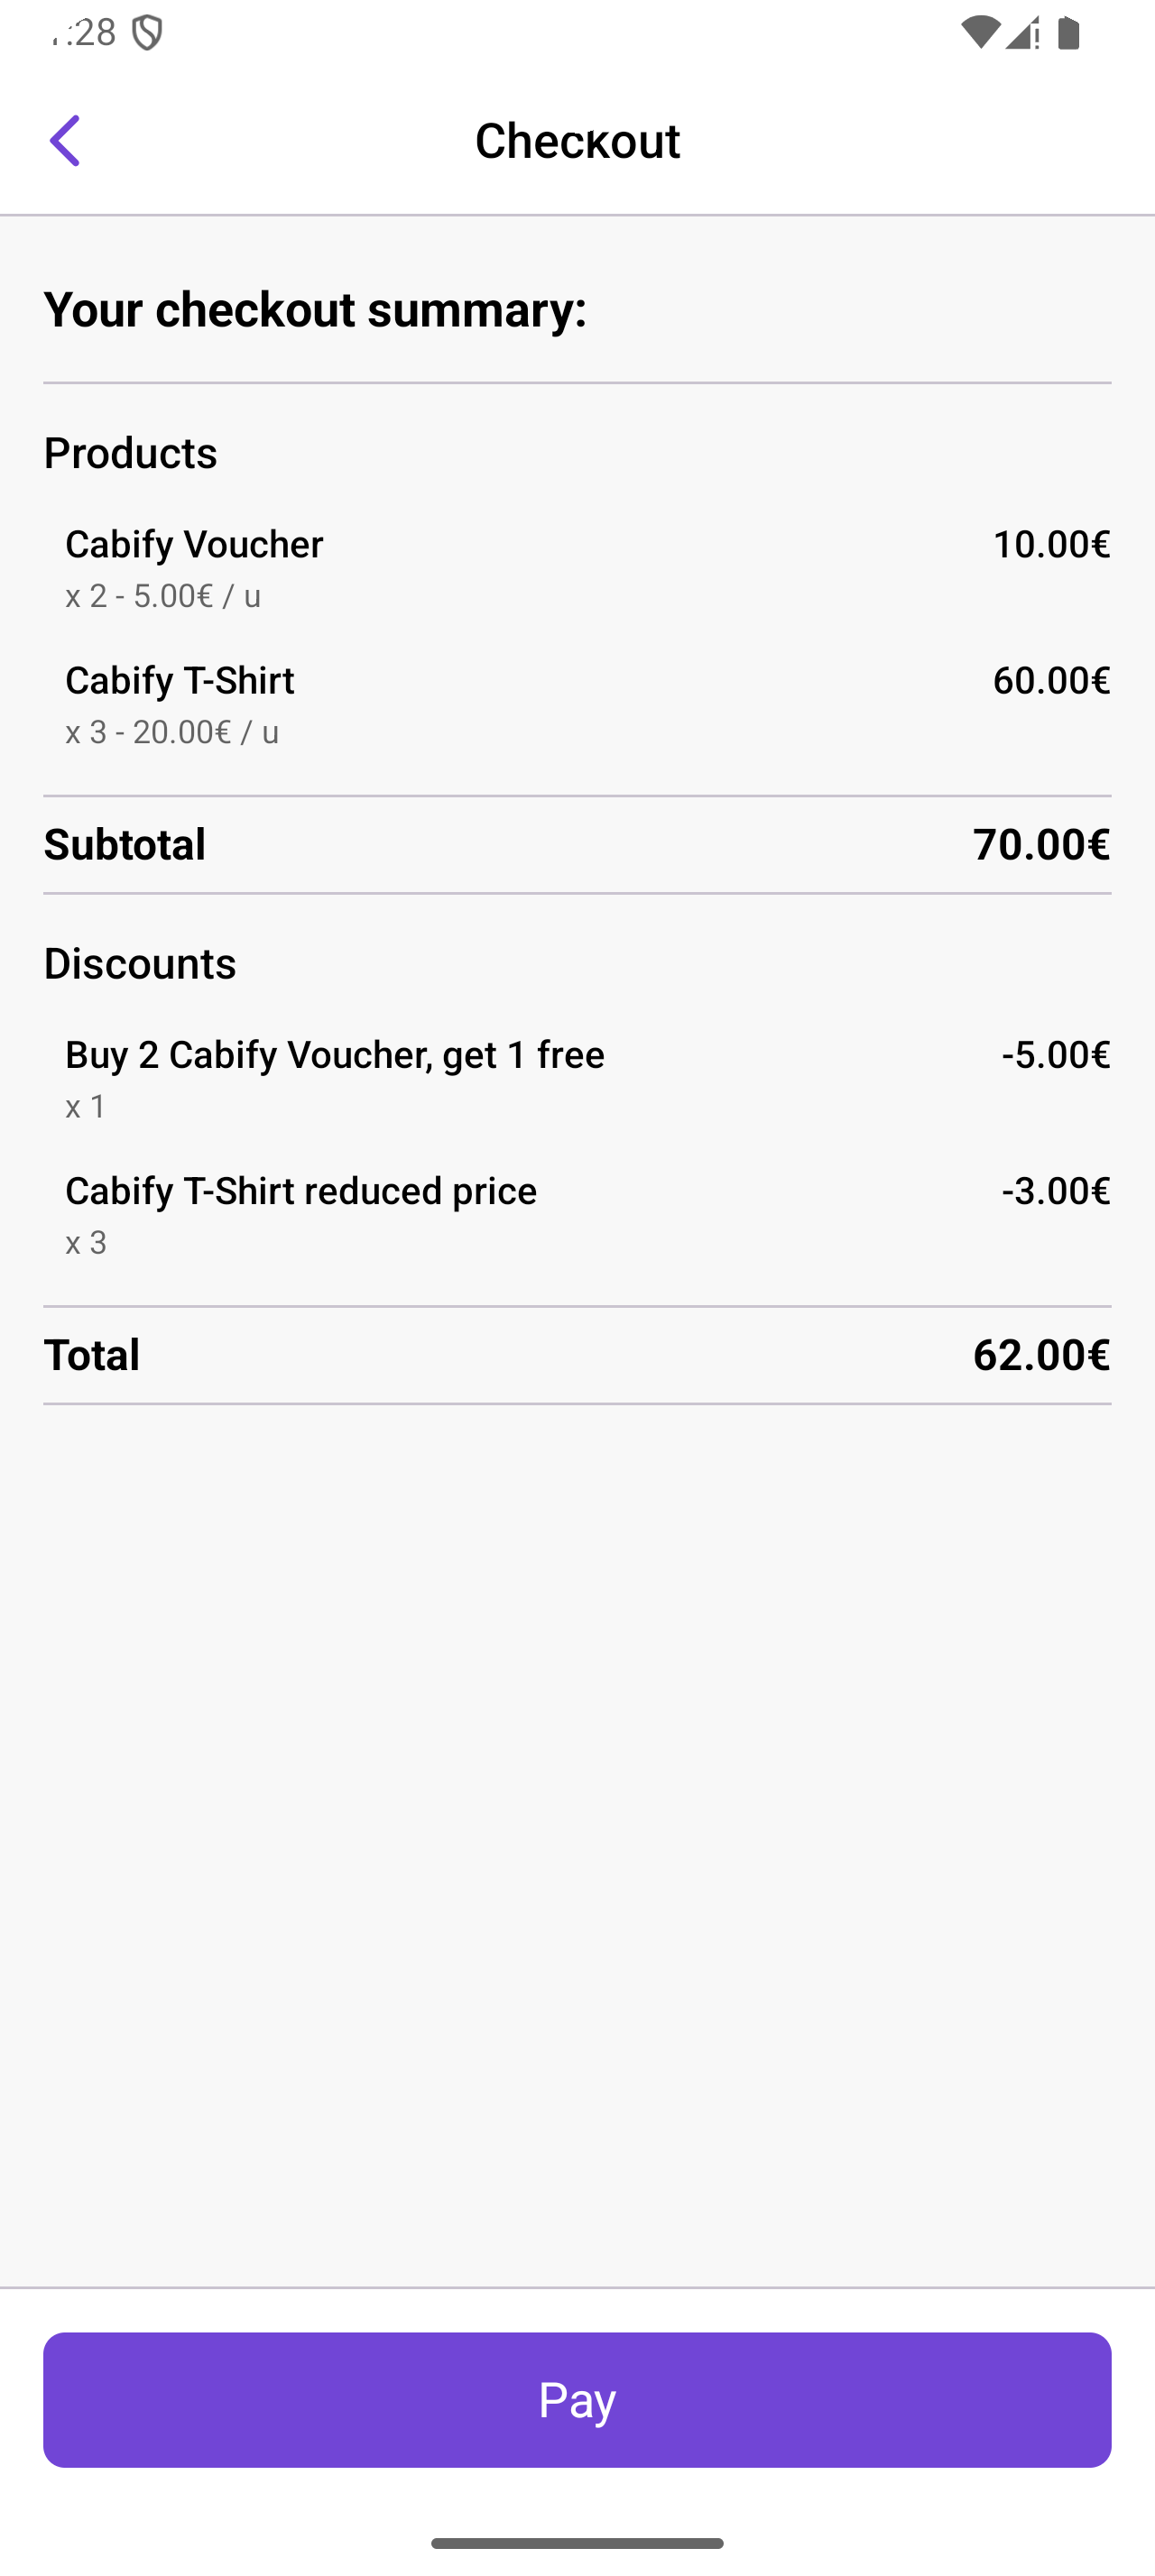 :28
Checkout
Your checkout summary:
Products
Cabify Voucher 10.00€
x 2 - 5.00€ / u
Cabify T-Shirt 60.00€
x 3 - 20.00€ / u
Subtotal 70.00€
Discounts
Buy 2 Cabify Voucher, get 1 free -5.00€
x 1
Cabify T-Shirt reduced price -3.00€
x 3
Total 62.00€
Pay